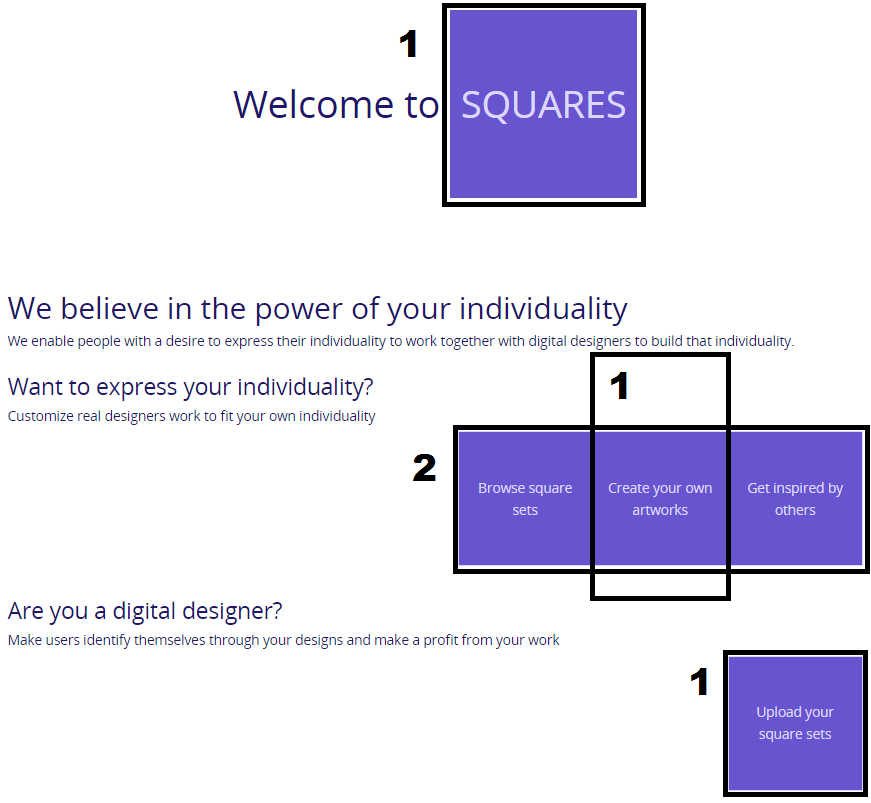 1
Welcome to SQUARES
We believe in the power of your individuality
We enable people with a desire to express their individuality to work together with digital designers to build that individuality.
Want to express your individuality?
1
Customize real designers work to fit your own individuality
2
Browse square
sets
Create your own
artworks
Get inspired by
others
Are you a digital designer?
Make users identify themselves through your designs and make a profit from your work
1
Upload your
square sets